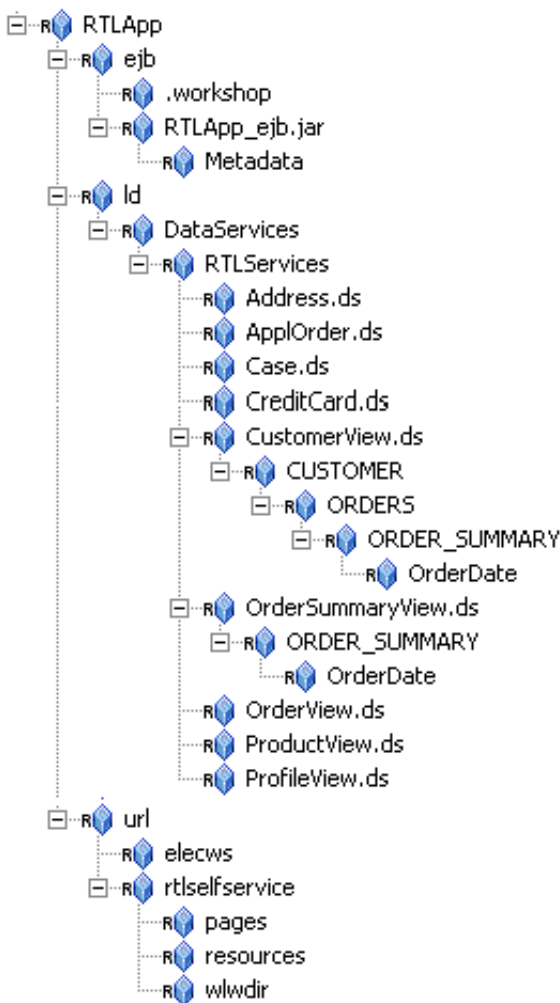 RTLApp
ejb
.workshop
RTLApp_ejb.jar
Metadata
ld
DataServices
RTLServices
Address.ds
ApplOrder.ds
Case.ds
CreditCard.ds
CustomerView.ds
CUSTOMER
ORDERS
ORDER_SUMMARY
OrderDate
OrderSummaryView.ds
ORDER_SUMMARY
OrderDate
OrderView.ds
ProductView.ds
ProfileView.ds
url
elecws
rtlselfservice
pages
resources
wlwdir